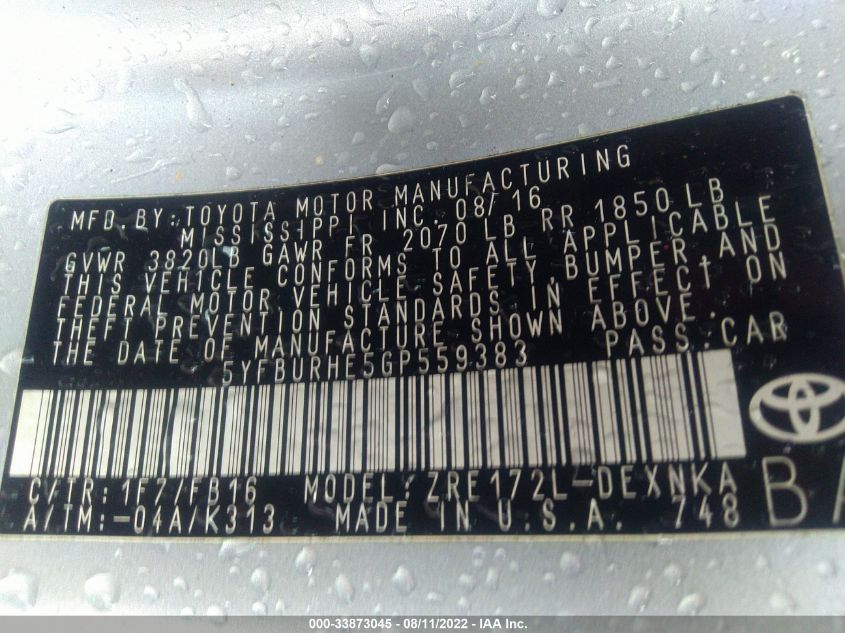 MFD BY: TOYOTA MOTOR MANUFACTURING
MISSISSIPPI INC 08/16
GVWR 3820LB GAWR FR 2070 LB RR 1850 LB
THIS VEHICLE CONFORMS TO ALL APPLICABLE
FEDERAL MOTOR VEHICLE SAFETY, BUMPER, AND
THEFT PREVENTION STANDARDS IN EFFECT ON
THE DATE OF MANUFACTURE SHOWN ABOVE.
5YFBURHE5GP559383 PASS. CAR
C/TR: 1F7/FB16 MODEL: ZRE172L-DEXNKA
A/TM:-04A/K313 MADE IN U.S.A. 748
BA
000-33873045 - 08/11/2022 - IAA Inc.